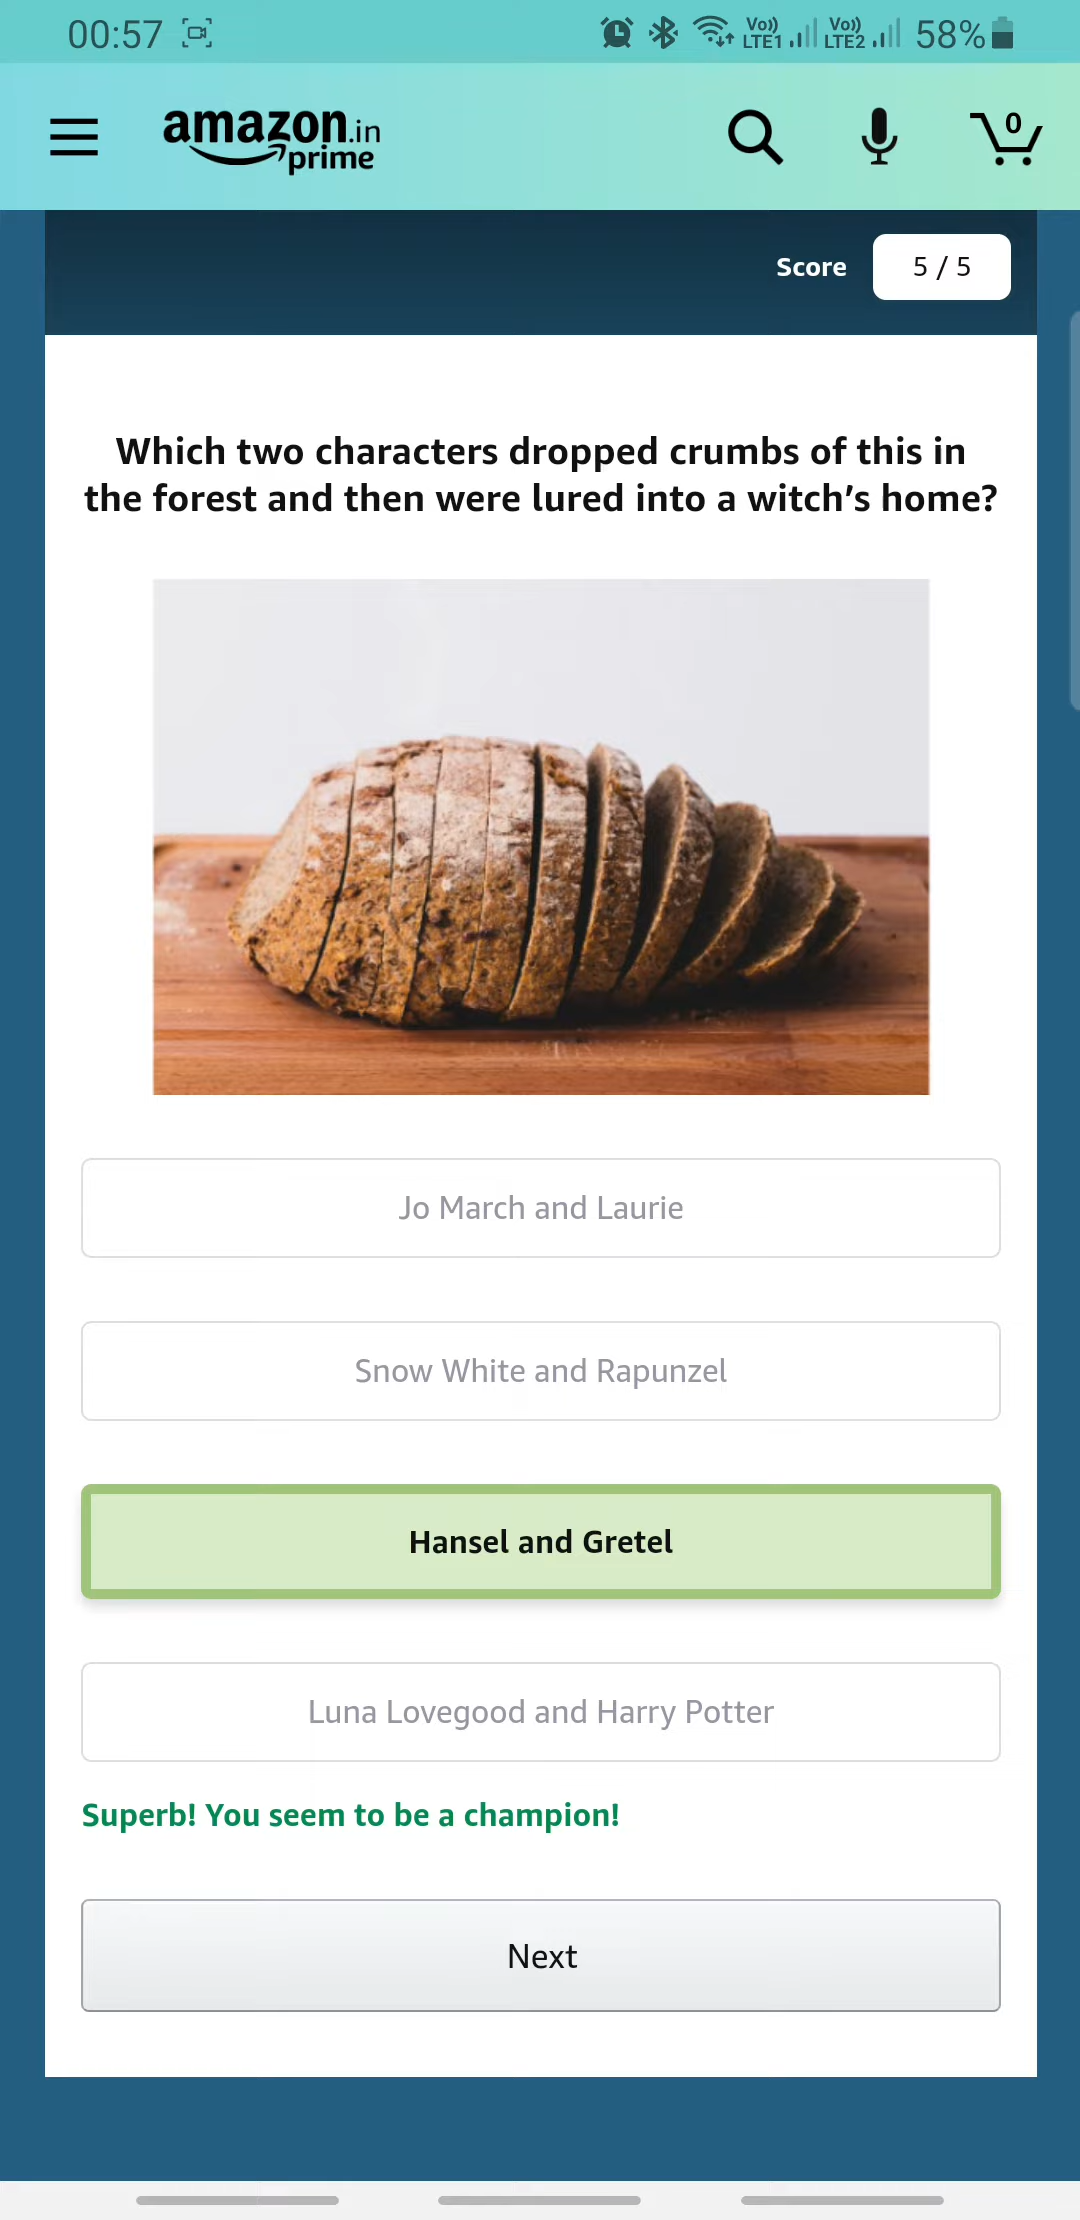 00:57
Vo)) LTE1 Vo)) LTE2 58%
amazon.in
prime
0
Score 5 / 5
Which two characters dropped crumbs of this in
the forest and then were lured into a witch’s home?
Jo March and Laurie
Snow White and Rapunzel
Hansel and Gretel
Luna Lovegood and Harry Potter
Superb! You seem to be a champion!
Next